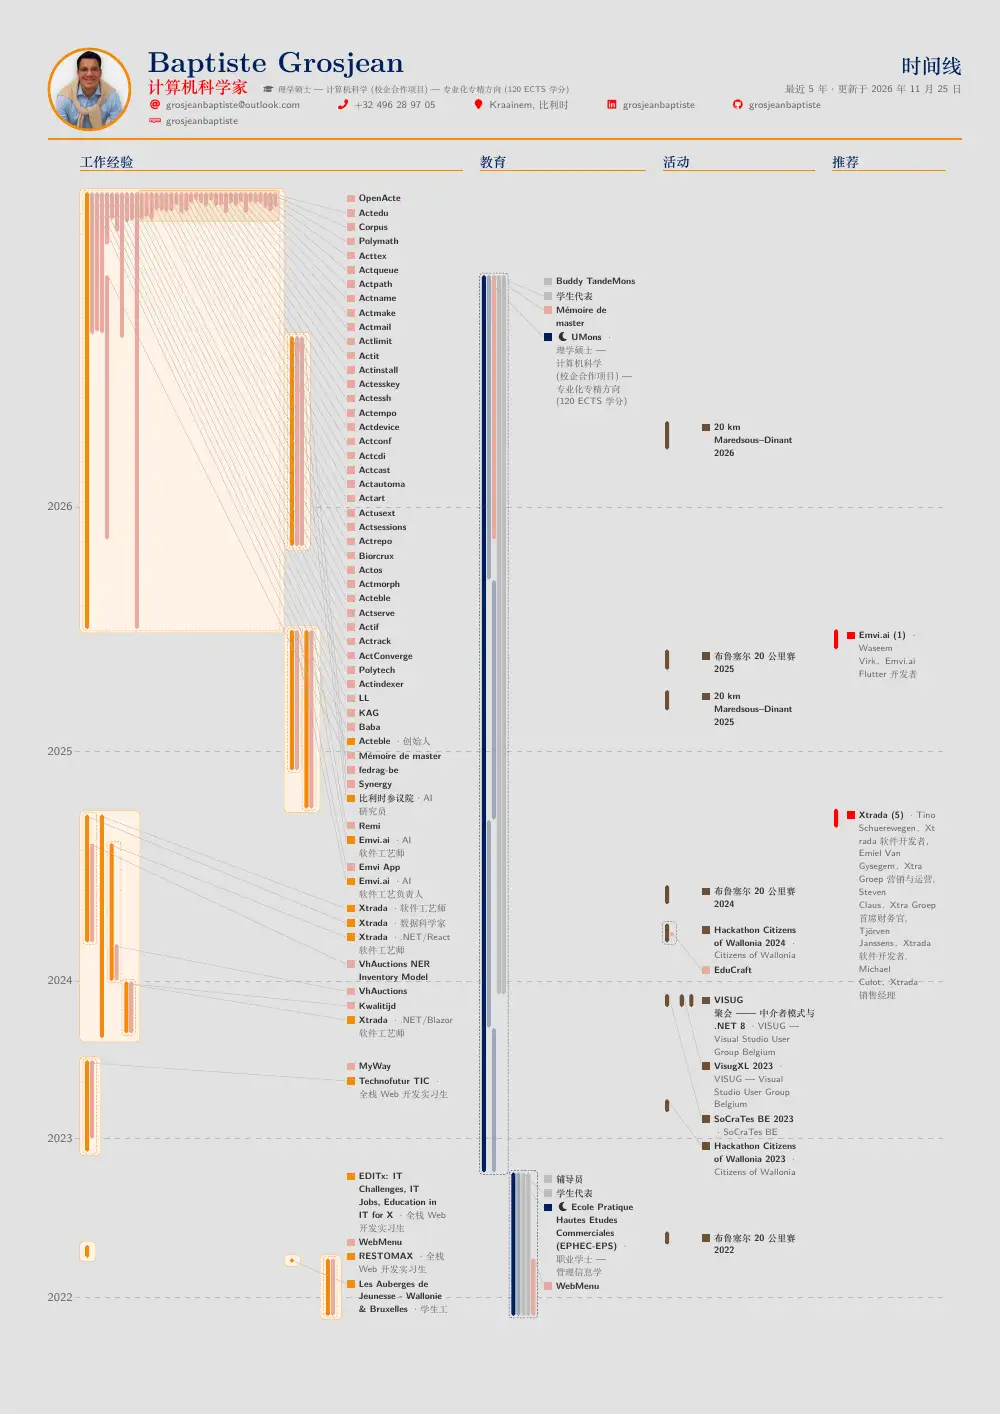 Baptiste Grosjean
时间线
计算机科学家
理学硕士 — 计算机科学 (校企合作项目) — 专业化专精方向 (120 ECTS 学分)
最近 5 年 · 更新于 2026 年 11 月 25 日
grosjeanbaptiste@outlook.com
+32 496 28 97 05
Kraainem, 比利时
grosjeanbaptiste
grosjeanbaptiste
grosjeanbaptiste
工作经验
教育
活动
推荐
OpenActe
Actedu
Corpus
Polymath
Acttex
Actqueue
Actpath
Actname
Actmake
Actmail
Actlimit
Actit
Actinstall
Actesskey
Actessh
Actempo
Actdevice
Actconf
Actcdi
Actcast
Actautoma
Actart
Actusext
Actsessions
Actrepo
Biorcrux
Actos
Actmorph
Acteble
Actserve
Actif
Actrack
ActConverge
Polytech
Actindexer
LL
KAG
Baba
Acteble · 创始人
Mémoire de master
fedrag-be
Synergy
比利时参议院 · AI
研究员
Remi
Emvi.ai · AI
软件工艺师
Emvi App
Emvi.ai · AI
软件工艺负责人
Xtrada · 软件工艺师
Xtrada · 数据科学家
Xtrada · .NET/React
软件工艺师
VhAuctions NER
Inventory Model
VhAuctions
Kwalitijd
Xtrada · .NET/Blazor
软件工艺师
MyWay
Technofutur TIC ·
全栈 Web 开发实习生
EDITx: IT
Challenges, IT
Jobs, Education in
IT for X · 全栈 Web
开发实习生
WebMenu
RESTOMAX · 全栈
Web 开发实习生
Les Auberges de
Jeunesse - Wallonie
& Bruxelles · 学生工
Buddy TandeMons
学生代表
Mémoire de
master
UMons ·
理学硕士 —
计算机科学
(校企合作项目) —
专业化专精方向
(120 ECTS 学分)
辅导员
学生代表
Ecole Pratique
Hautes Etudes
Commerciales
(EPHEC-EPS) ·
职业学士 —
管理信息学
WebMenu
20 km
Maredsous–Dinant
2026
布鲁塞尔 20 公里赛
2025
20 km
Maredsous–Dinant
2025
布鲁塞尔 20 公里赛
2024
Hackathon Citizens
of Wallonia 2024 ·
Citizens of Wallonia
EduCraft
VISUG
聚会 —— 中介者模式与
.NET 8 · VISUG —
Visual Studio User
Group Belgium
VisugXL 2023 ·
VISUG — Visual
Studio User Group
Belgium
SoCraTes BE 2023
· SoCraTes BE
Hackathon Citizens
of Wallonia 2023 ·
Citizens of Wallonia
布鲁塞尔 20 公里赛
2022
Emvi.ai (1) ·
Waseem
Virk, Emvi.ai
Flutter 开发者
Xtrada (5) · Tino
Schuerewegen, Xt
rada 软件开发者,
Emiel Van
Gysegem, Xtra
Groep 营销与运营,
Steven
Claus, Xtra Groep
首席财务官,
Tjörven
Janssens, Xtrada
软件开发者,
Michael
Culot, Xtrada
销售经理
2026
2025
2024
2023
2022